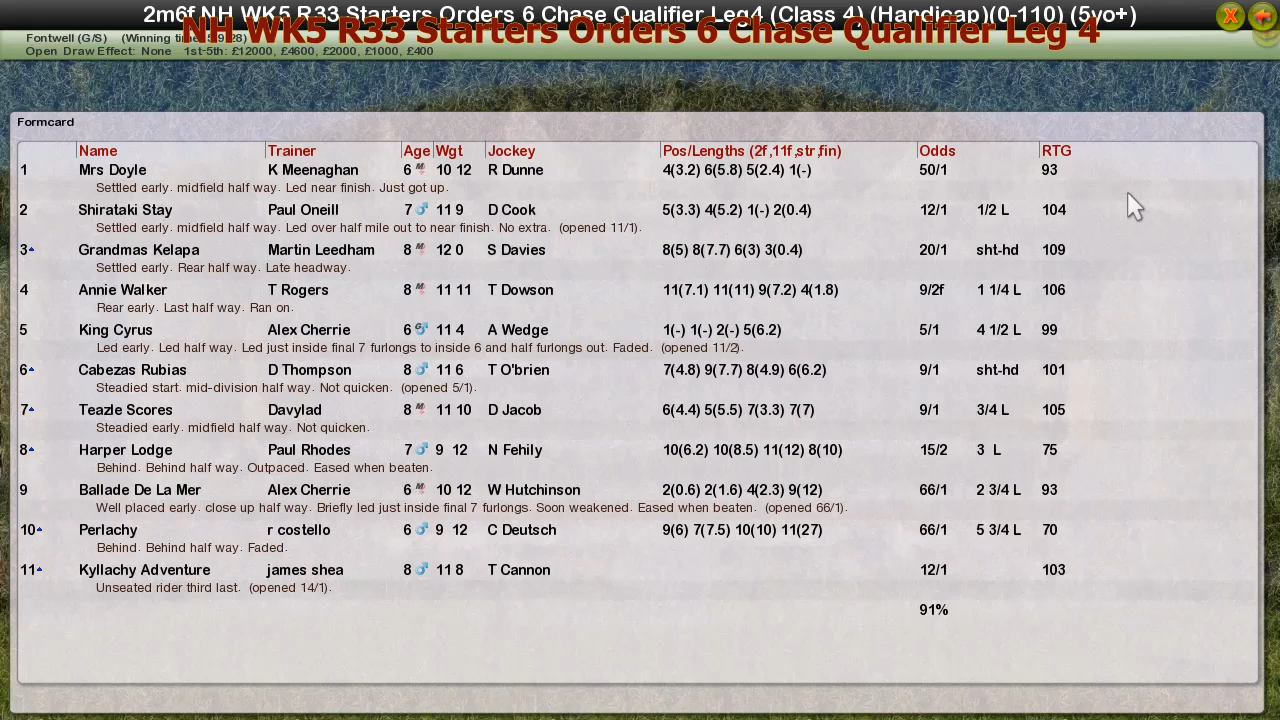 2m6f NH WK5 R33 Starters Orders 6 Chase Qualifier Leg4 (Class 4) (Handicap)(0-110) (5yo+)
NH WK5 R33 Starters Orders 6 Chase Qualifier Leg 4
Fontwell (G/S) (Winning time
Open Draw Effect: None 1st-5th: £12000, £4600, £2000, £1000, £400
Formcard
Name Trainer Age Wgt Jockey Pos/Lengths (2f,11f,str,fin) Odds RTG
1 Mrs Doyle K Meenaghan 6 M 10 12 R Dunne 4(3.2) 6(5.8) 5(2.4) 1(-) 50/1 93
Settled early. midfield half way. Led near finish. Just got up.
2 Shirataki Stay Paul Oneill 7 11 9 D Cook 5(3.3) 4(5.2) 1(-) 2(0.4) 12/1 1/2 L 104
Settled early. midfield half way. Led over half mile out to near finish. No extra. (opened 11/1).
3 Grandmas Kelapa Martin Leedham 8 M 12 0 S Davies 8(5) 8(7.7) 6(3) 3(0.4) 20/1 sht-hd 109
Settled early. Rear half way. Late headway.
4 Annie Walker T Rogers 8 M 11 11 T Dowson 11(7.1) 11(11) 9(7.2) 4(1.8) 9/2f 1 1/4 L 106
Rear early. Last half way. Ran on.
5 King Cyrus Alex Cherrie 6 G 11 4 A Wedge 1(-) 1(-) 2(-) 5(6.2) 5/1 4 1/2 L 99
Led early. Led half way. Led just inside final 7 furlongs to inside 6 and half furlongs out. Faded. (opened 11/2).
6 Cabezas Rubias D Thompson 8 11 6 T O'brien 7(4.8) 9(7.7) 8(4.9) 6(6.2) 9/1 sht-hd 101
Steadied start. mid-division half way. Not quicken. (opened 5/1).
7 Teazle Scores Davylad 8 M 11 10 D Jacob 6(4.4) 5(5.5) 7(3.3) 7(7) 9/1 3/4 L 105
Steadied early. midfield half way. Not quicken.
8 Harper Lodge Paul Rhodes 7 9 12 N Fehily 10(6.2) 10(8.5) 11(12) 8(10) 15/2 3 L 75
Behind. Behind half way. Outpaced. Eased when beaten.
9 Ballade De La Mer Alex Cherrie 6 M 10 12 W Hutchinson 2(0.6) 2(1.6) 4(2.3) 9(12) 66/1 2 3/4 L 93
Well placed early. close up half way. Briefly led just inside final 7 furlongs. Soon weakened. Eased when beaten. (opened 66/1).
10 Perlachy r costello 6 9 12 C Deutsch 9(6) 7(7.5) 10(10) 11(27) 66/1 5 3/4 L 70
Behind. Behind half way. Faded.
11 Kyllachy Adventure james shea 8 11 8 T Cannon 12/1 103
Unseated rider third last. (opened 14/1).
91%